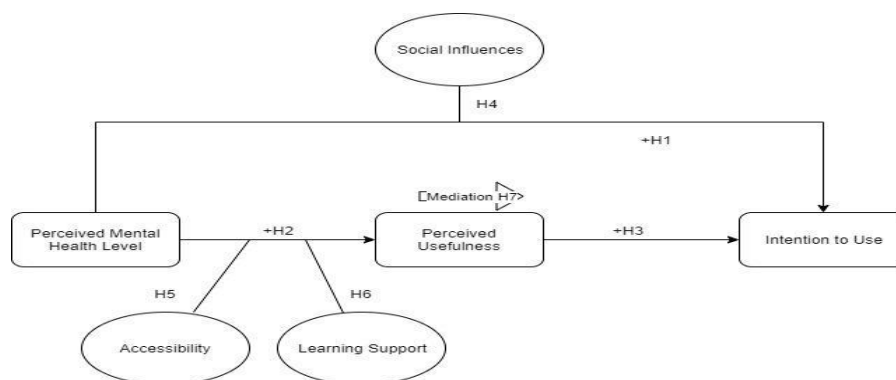 Social Influences
H4
+H1
Mediation H7
Perceived Mental
Health Level
+H2
Perceived
Usefulness
+H3
Intention to Use
H5
H6
Accessibility
Learning Support